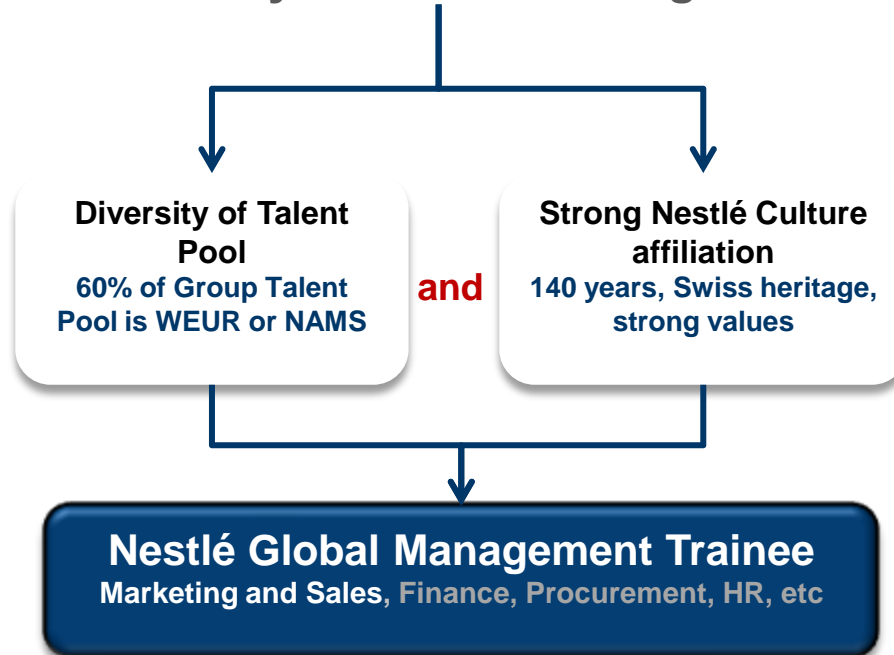 Diversity of Talent
Pool
60% of Group Talent
Pool is WEUR or NAMS
and
Strong Nestlé Culture
affiliation
140 years, Swiss heritage,
strong values
Nestlé Global Management Trainee
Marketing and Sales, Finance, Procurement, HR, etc